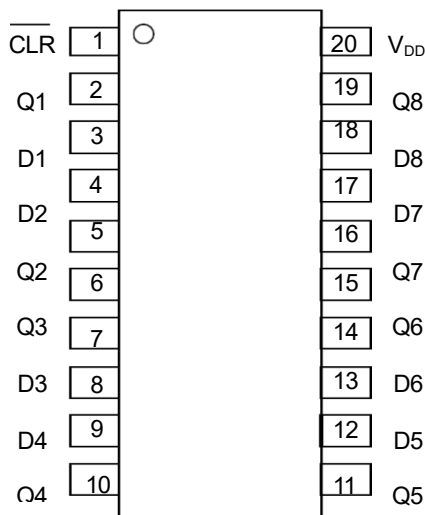 C̅L̅R̅ 1 20 VDD
Q1 2 19 Q8
D1 3 18 D8
D2 4 17 D7
Q2 5 16 Q7
Q3 6 15 Q6
D3 7 14 D6
D4 8 13 D5
Q4 9 12 Q5
10 11